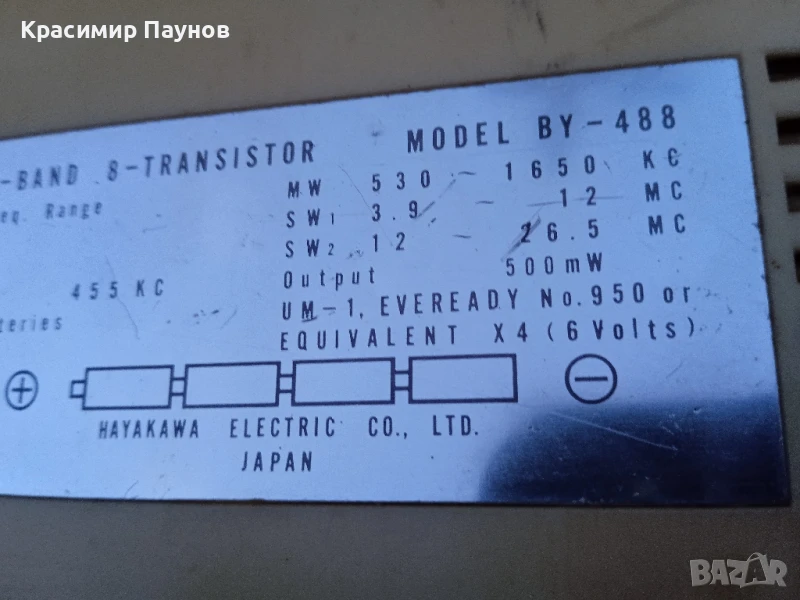 Красимир Паунов
-BAND 8-TRANSISTOR MODEL BY-488
eq. Range MW 530 - 1650 KC
SW1 3.9 - 12 MC
SW2 12 - 26.5 MC
455 KC Output 500mW
teries UM-1, EVEREADY No.950 or
EQUIVALENT X4 (6 Volts)
+ −
HAYAKAWA ELECTRIC CO., LTD.
JAPAN
BAZAR